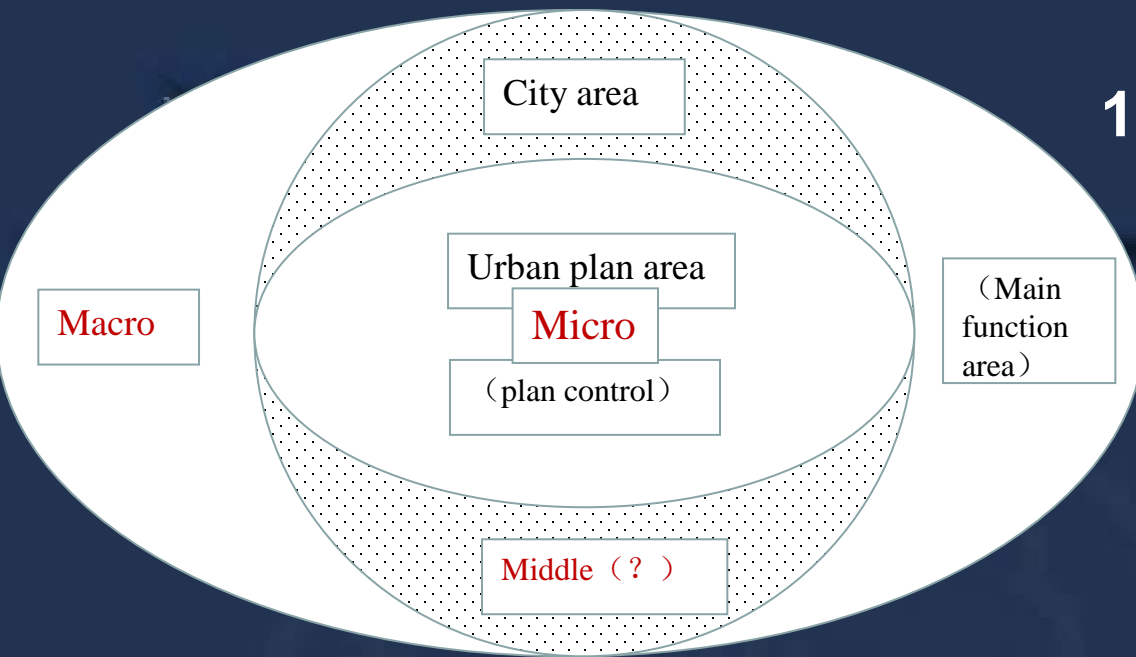 City area
1
Urban plan area
Macro
Micro
（Main
function
area）
（plan control）
Middle（？）